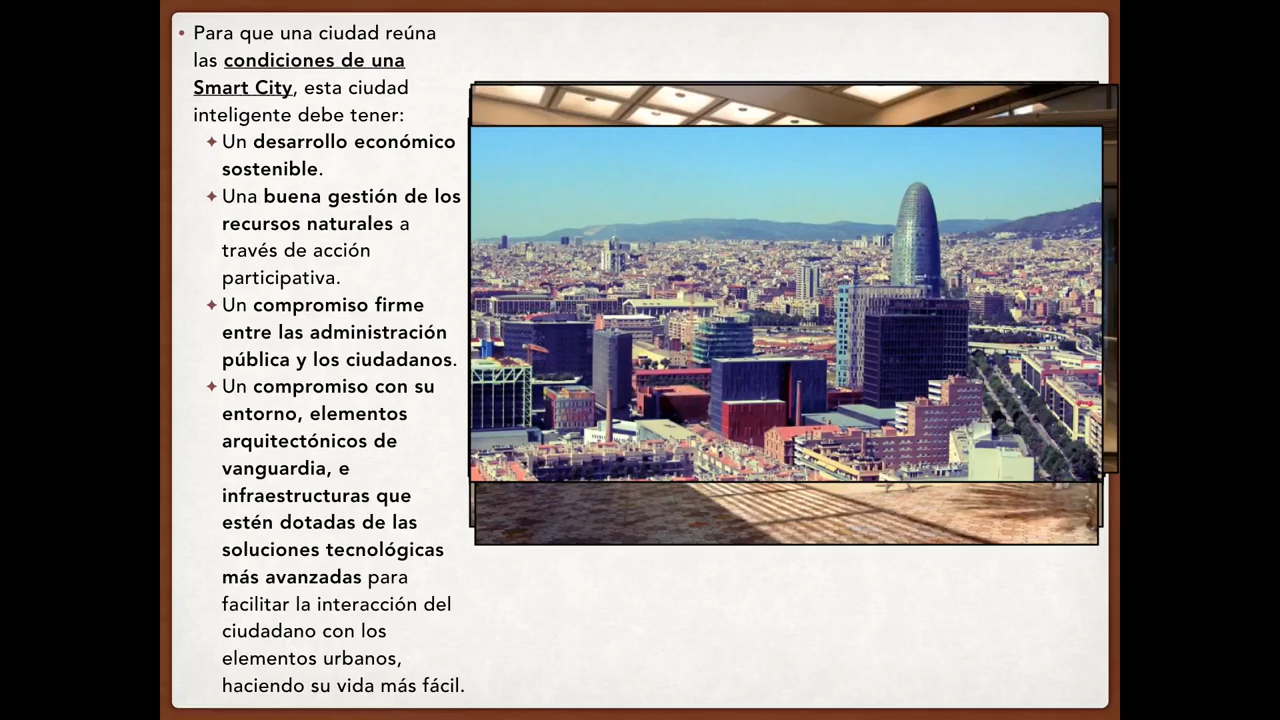 • Para que una ciudad reúna
las condiciones de una
Smart City, esta ciudad
inteligente debe tener:
✦ Un desarrollo económico
sostenible.
✦ Una buena gestión de los
recursos naturales a
través de acción
participativa.
✦ Un compromiso firme
entre las administración
pública y los ciudadanos.
✦ Un compromiso con su
entorno, elementos
arquitectónicos de
vanguardia, e
infraestructuras que
estén dotadas de las
soluciones tecnológicas
más avanzadas para
facilitar la interacción del
ciudadano con los
elementos urbanos,
haciendo su vida más fácil.